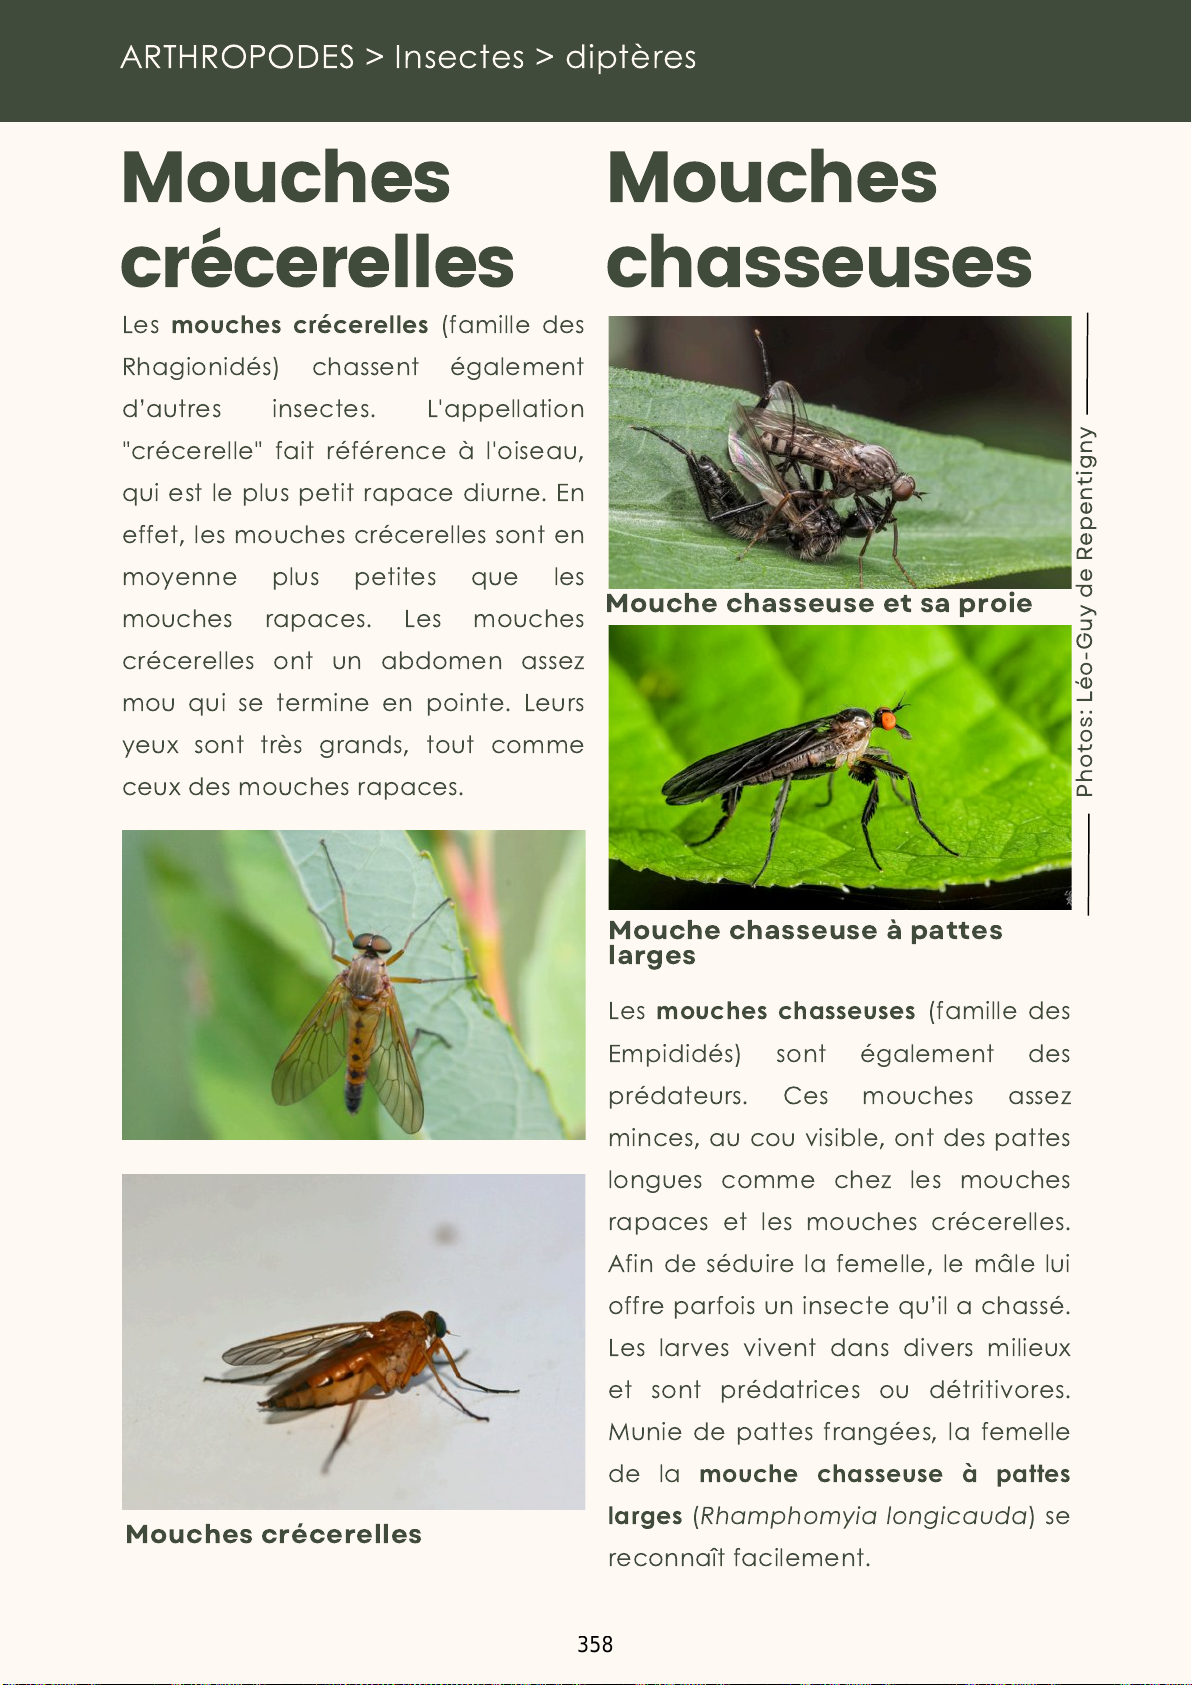 ARTHROPODES > Insectes > diptères
Mouches
crécerelles
Les mouches crécerelles (famille des
Rhagionidés) chassent également
d'autres insectes. L'appellation
"crécerelle" fait référence à l'oiseau,
qui est le plus petit rapace diurne. En
effet, les mouches crécerelles sont en
moyenne plus petites que les
mouches rapaces. Les mouches
crécerelles ont un abdomen assez
mou qui se termine en pointe. Leurs
yeux sont très grands, tout comme
ceux des mouches rapaces.
Mouches crécerelles
Mouches
chasseuses
Mouche chasseuse et sa proie
Photos: Léo-Guy de Repentigny
Mouche chasseuse à pattes
larges
Les mouches chasseuses (famille des
Empididés) sont également des
prédateurs. Ces mouches assez
minces, au cou visible, ont des pattes
longues comme chez les mouches
rapaces et les mouches crécerelles.
Afin de séduire la femelle, le mâle lui
offre parfois un insecte qu'il a chassé.
Les larves vivent dans divers milieux
et sont prédatrices ou détritivores.
Munie de pattes frangées, la femelle
de la mouche chasseuse à pattes
larges (Rhamphomyia longicauda) se
reconnaît facilement.
358